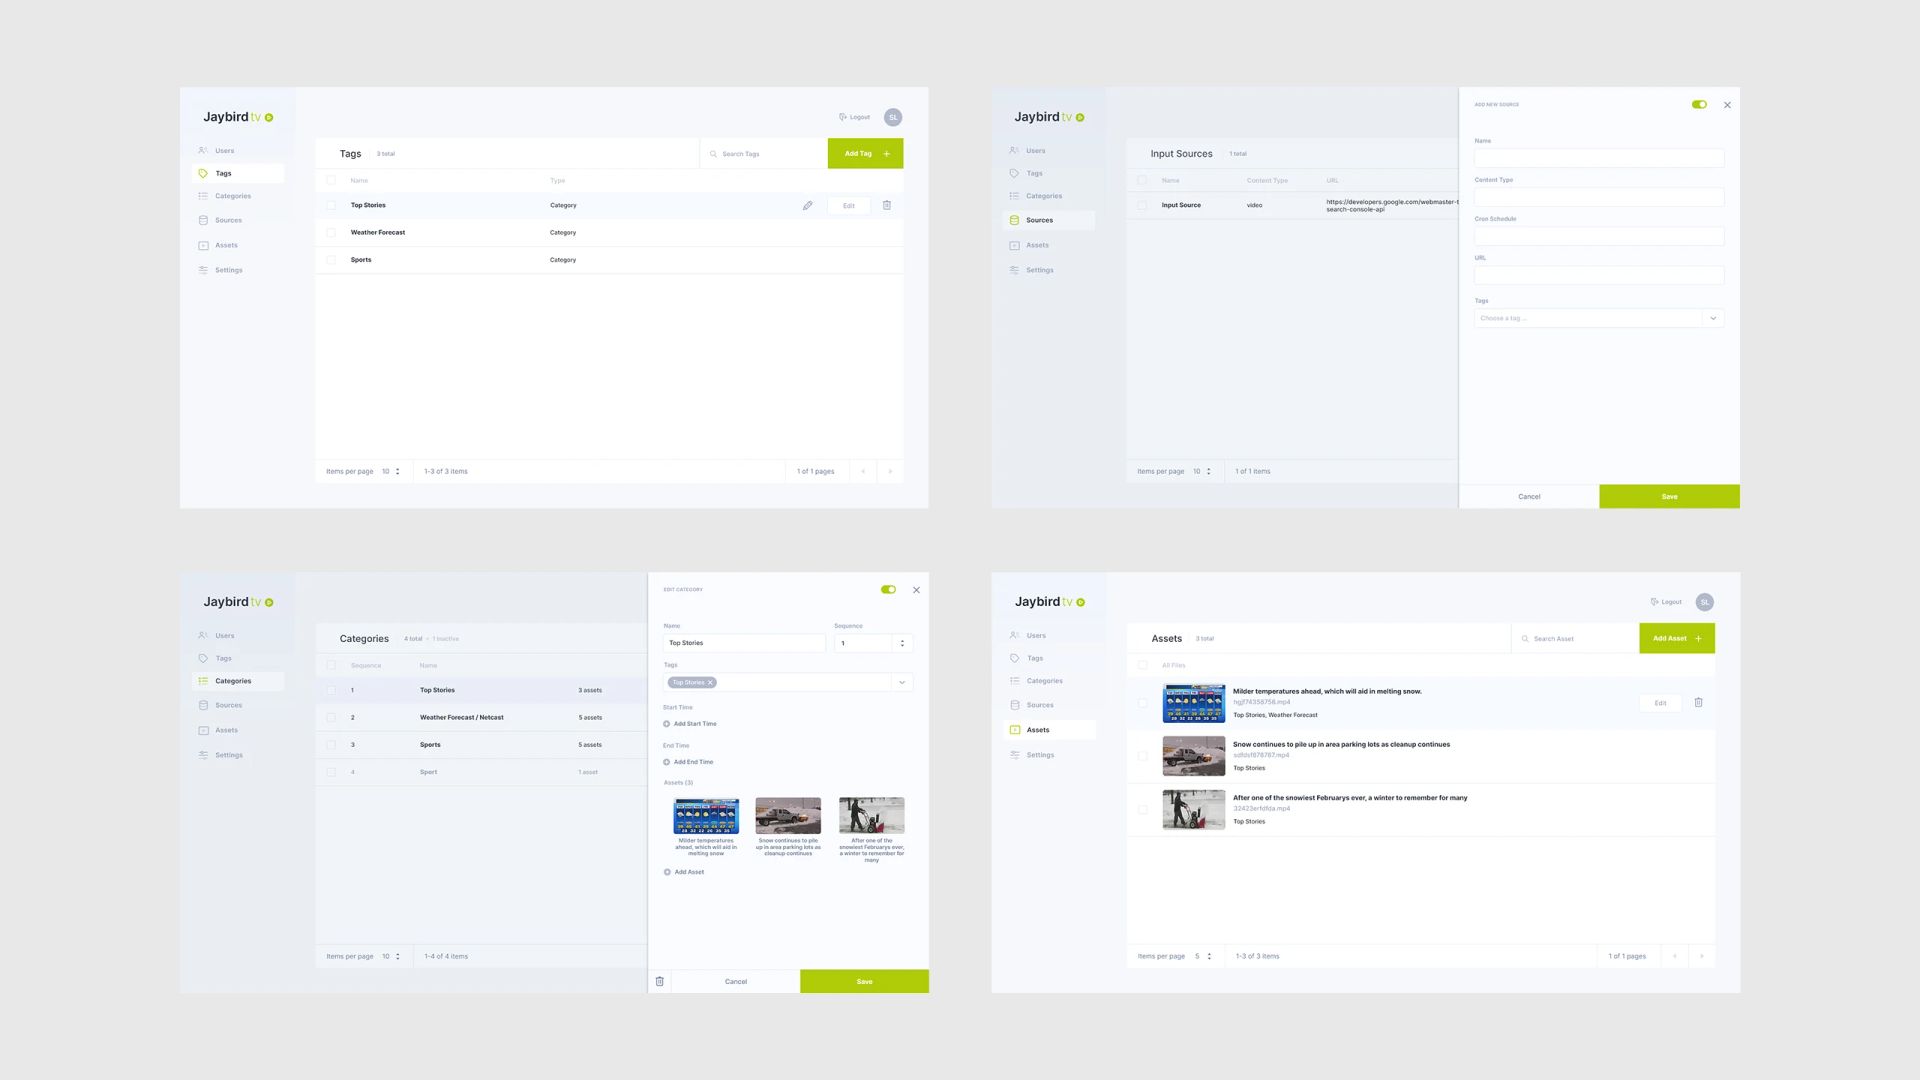 Jaybird tv
Logout
SL
Users
Tags
Categories
Sources
Assets
Settings
Tags
3 total
Search Tags
Add Tag +
Name
Type
Top Stories
Category
Edit
Weather Forecast
Category
Sports
Category
Items per page 10
1-3 of 3 items
1 of 1 pages
Jaybird tv
Users
Tags
Categories
Sources
Assets
Settings
Input Sources
1 total
Name
Content Type
URL
Input Source
video
https://developers.google.com/webmaster-t
search-console-api
Items per page 10
1 of 1 items
ADD NEW SOURCE
Name
Content Type
Cron Schedule
URL
Tags
Choose a tag ...
Cancel
Save
Jaybird tv
Users
Tags
Categories
Sources
Assets
Settings
Categories
4 total • 1 inactive
Sequence
Name
1
Top Stories
3 assets
2
Weather Forecast / Netcast
5 assets
3
Sports
5 assets
4
Sport
1 asset
Items per page 10
1-4 of 4 items
EDIT CATEGORY
Name
Sequence
Top Stories
1
Tags
Top Stories
Start Time
Add Start Time
End Time
Add End Time
Assets (3)
Milder temperatures
ahead, which will aid in
melting snow
Snow continues to pile
up in area parking lots as
cleanup continues
After one of the
snowiest Februarys ever,
a winter to remember for
many
Add Asset
Cancel
Save
Jaybird tv
Logout
SL
Users
Tags
Categories
Sources
Assets
Settings
Assets
3 total
Search Asset
Add Asset +
All Files
Milder temperatures ahead, which will aid in melting snow.
hgjf74358758.mp4
Top Stories, Weather Forecast
Edit
Snow continues to pile up in area parking lots as cleanup continues
sdfdsf878767.mp4
Top Stories
After one of the snowiest Februarys ever, a winter to remember for many
32423erfdfda.mp4
Top Stories
Items per page 5
1-3 of 3 items
1 of 1 pages